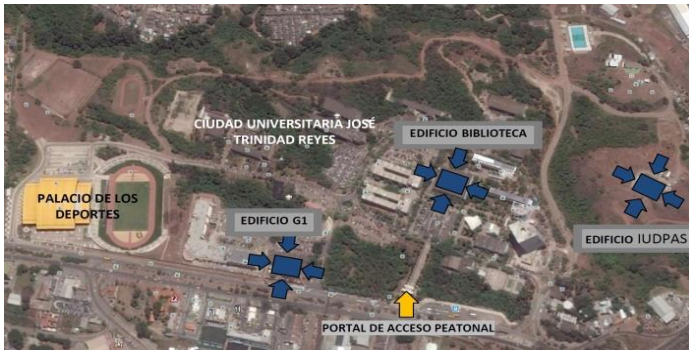 CIUDAD UNIVERSITARIA JOSÉ
TRINIDAD REYES
EDIFICIO BIBLIOTECA
PALACIO DE LOS
DEPORTES
EDIFICIO G1
EDIFICIO IUDPAS
PORTAL DE ACCESO PEATONAL